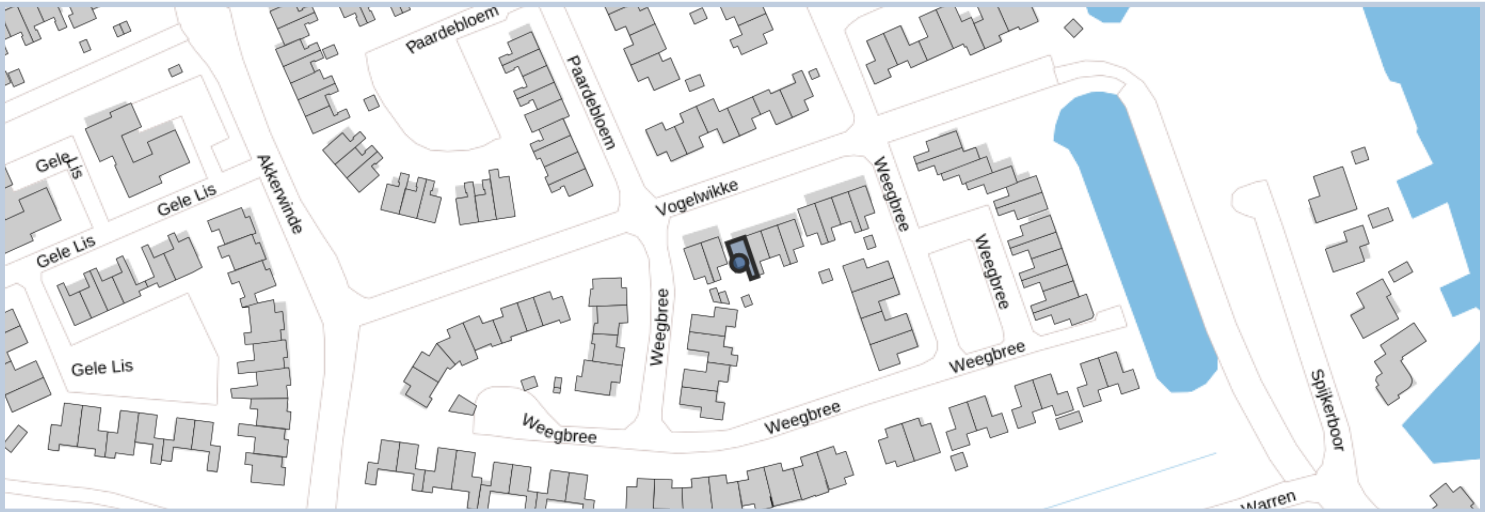 Paardebloem
Paardebloem
Gele
Lis
Akkerwinde
Gele Lis
Vogelwikke
Weegbree
Gele Lis
Weegbree
Weegbree
Gele Lis
Weegbree
Spijkerboor
Weegbree
Weegbree
Warren